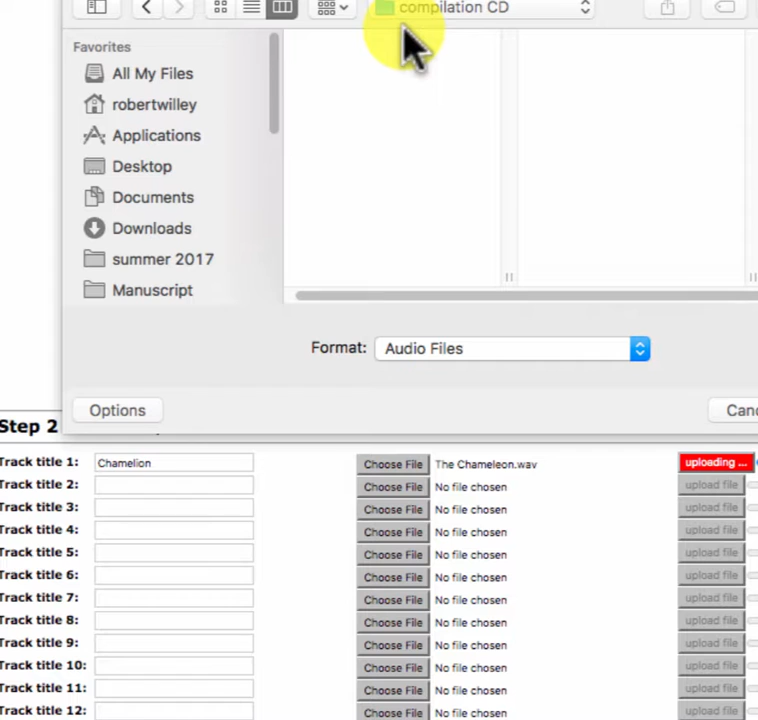 compilation CD
Favorites
All My Files
robertwilley
Applications
Desktop
Documents
Downloads
summer 2017
Manuscript
Format: Audio Files
Options
Step 2
Track title 1: Chamelion Choose File The Chameleon.wav uploading ...
Track title 2: Choose File No file chosen upload file
Track title 3: Choose File No file chosen upload file
Track title 4: Choose File No file chosen upload file
Track title 5: Choose File No file chosen upload file
Track title 6: Choose File No file chosen upload file
Track title 7: Choose File No file chosen upload file
Track title 8: Choose File No file chosen upload file
Track title 9: Choose File No file chosen upload file
Track title 10: Choose File No file chosen upload file
Track title 11: Choose File No file chosen upload file
Track title 12: Choose File No file chosen upload file